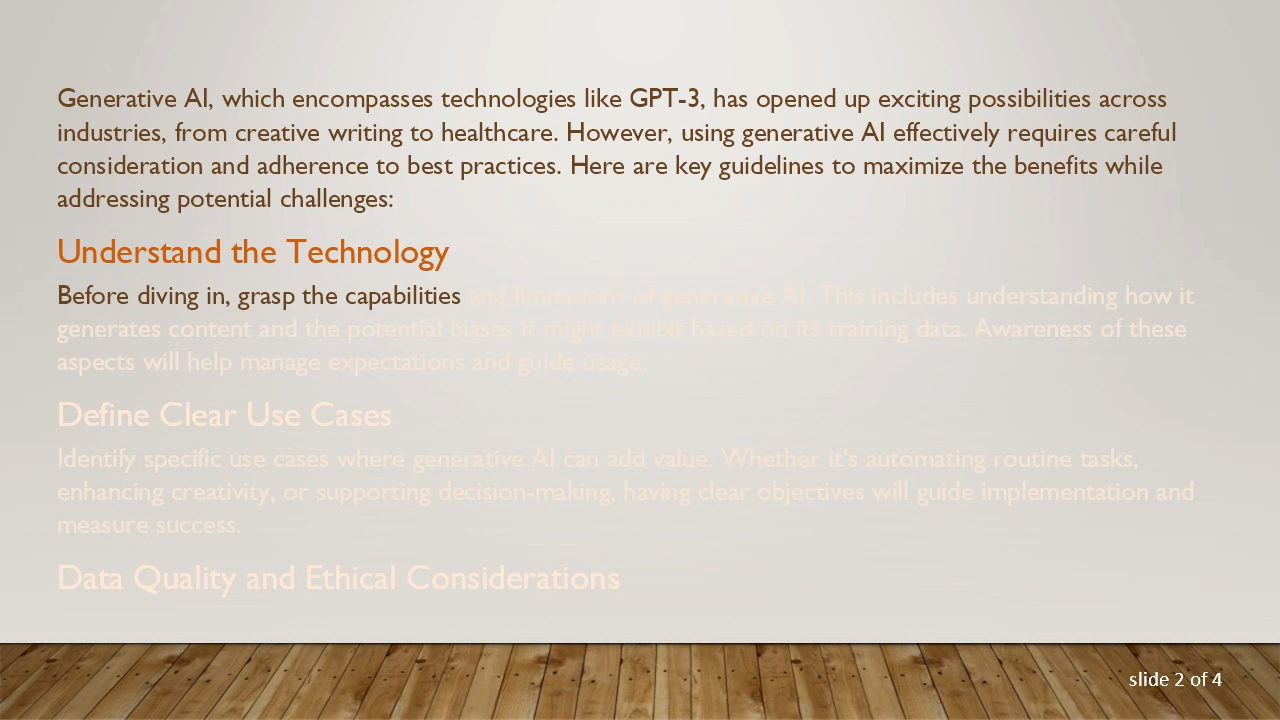 Generative AI, which encompasses technologies like GPT-3, has opened up exciting possibilities across
industries, from creative writing to healthcare. However, using generative AI effectively requires careful
consideration and adherence to best practices. Here are key guidelines to maximize the benefits while
addressing potential challenges:
Understand the Technology
Before diving in, grasp the capabilities and limitations of generative AI. This includes understanding how it
generates content and the potential biases it might exhibit based on its training data. Awareness of these
aspects will help manage expectations and guide usage.
Define Clear Use Cases
Identify specific use cases where generative AI can add value. Whether it's automating routine tasks,
enhancing creativity, or supporting decision-making, having clear objectives will guide implementation and
measure success.
Data Quality and Ethical Considerations
slide 2 of 4